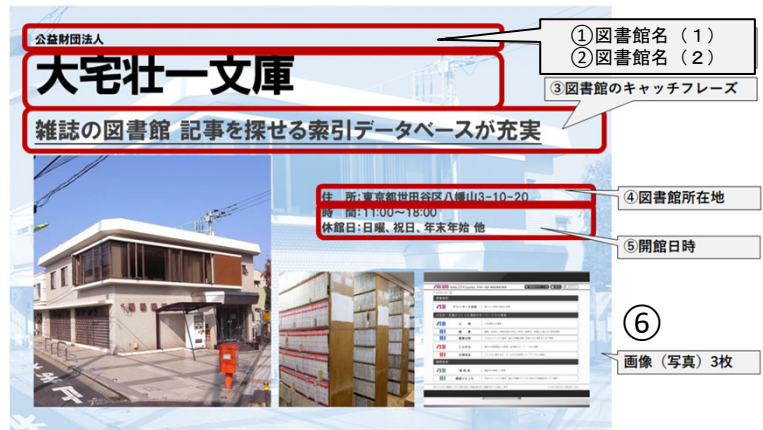 公益財団法人
大宅壮一文庫
雑誌の図書館 記事を探せる索引データベースが充実
住　所:東京都世田谷区八幡山3-10-20
時　間:11:00～18:00
休館日:日曜、祝日、年末年始 他
①図書館名（１）
②図書館名（２）
③図書館のキャッチフレーズ
④図書館所在地
⑤開館日時
⑥
画像（写真）3枚